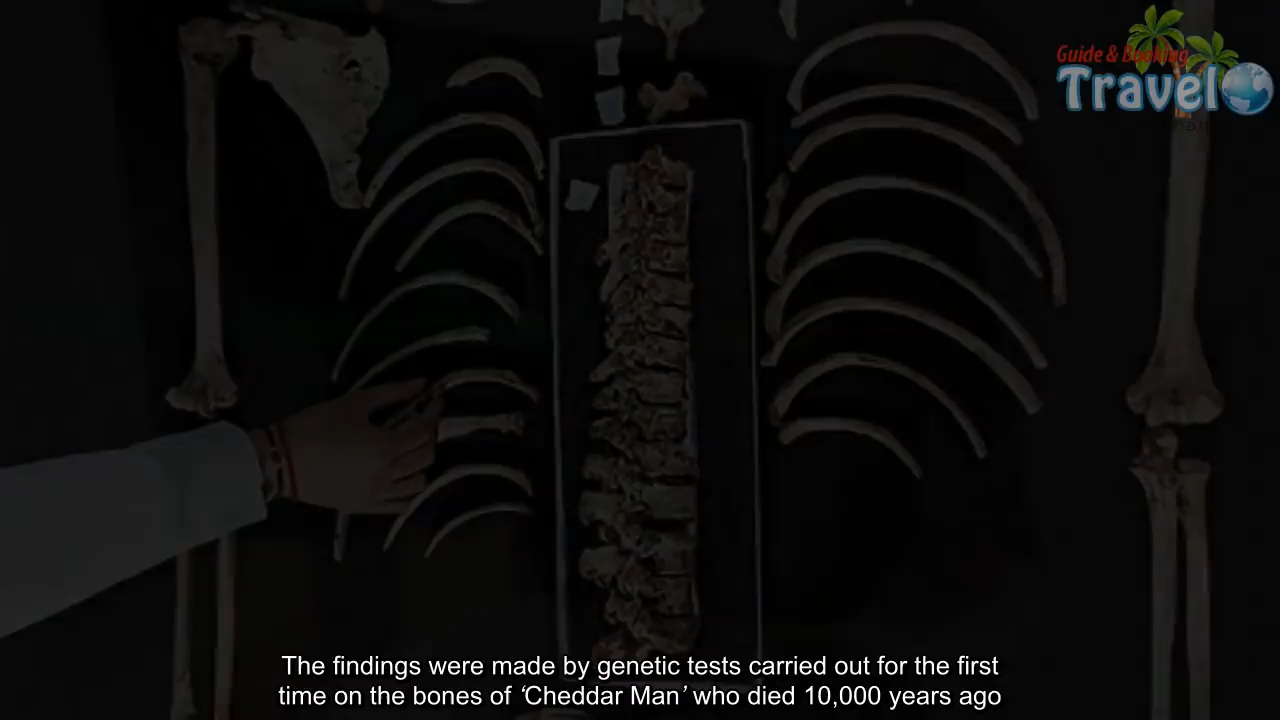 Guide & Booking
Travel
The findings were made by genetic tests carried out for the first
time on the bones of ‘Cheddar Man’ who died 10,000 years ago